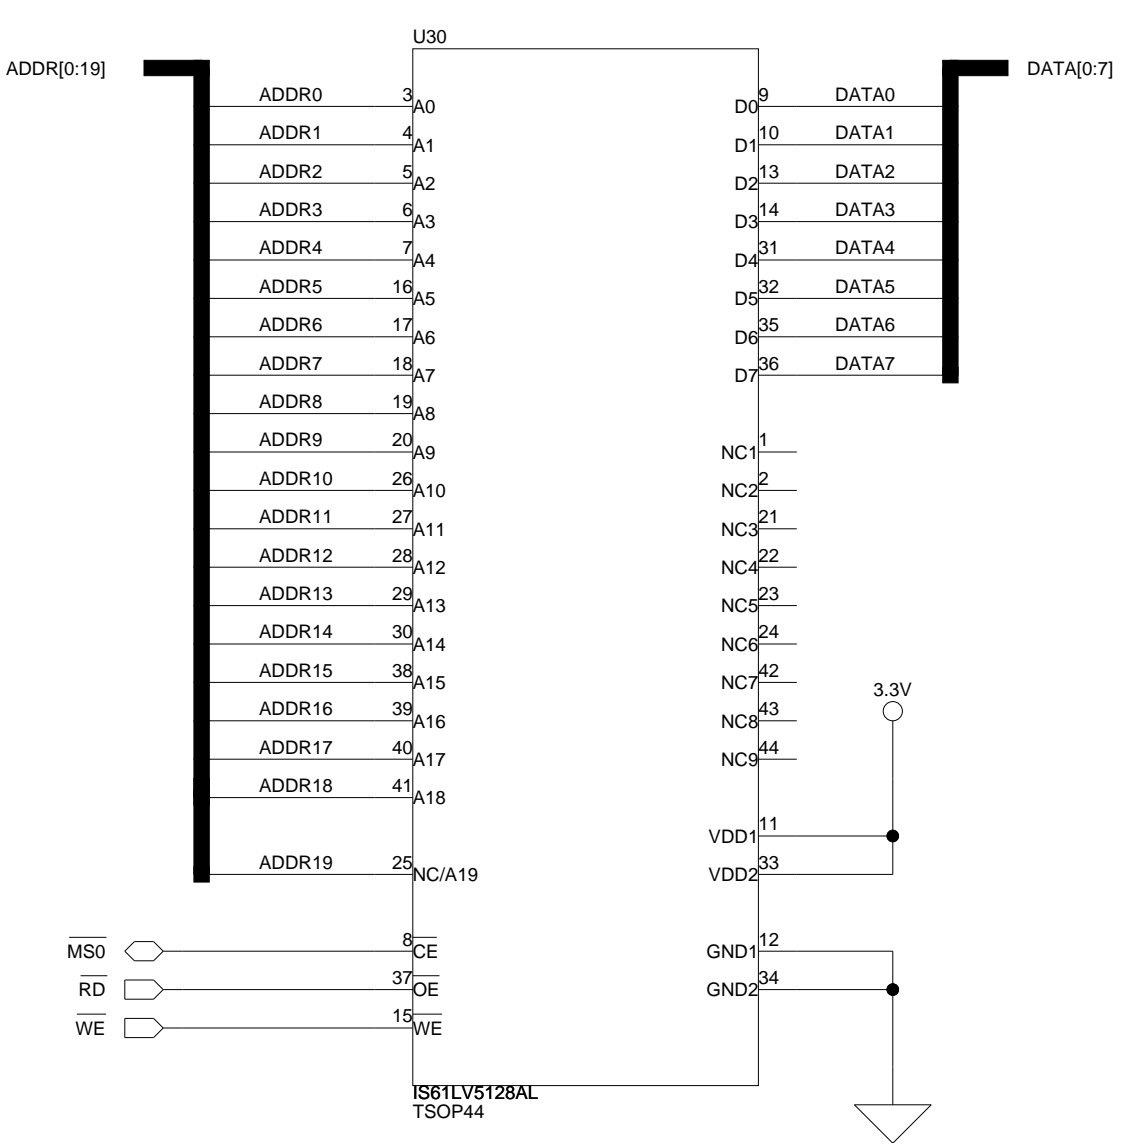 U30
ADDR[0:19] DATA[0:7]
ADDR0 3 A0 D0 9 DATA0
ADDR1 4 A1 D1 10 DATA1
ADDR2 5 A2 D2 13 DATA2
ADDR3 6 A3 D3 14 DATA3
ADDR4 7 A4 D4 31 DATA4
ADDR5 16 A5 D5 32 DATA5
ADDR6 17 A6 D6 35 DATA6
ADDR7 18 A7 D7 36 DATA7
ADDR8 19 A8
ADDR9 20 A9 NC1 1
ADDR10 26 A10 NC2 2
ADDR11 27 A11 NC3 21
ADDR12 28 A12 NC4 22
ADDR13 29 A13 NC5 23
ADDR14 30 A14 NC6 24
ADDR15 38 A15 NC7 42
3.3V
ADDR16 39 A16 NC8 43
ADDR17 40 A17 NC9 44
ADDR18 41 A18
VDD1 11
ADDR19 25 NC/A19 VDD2 33
MS0 8 CE GND1 12
RD 37 OE GND2 34
WE 15 WE
IS61LV5128AL
TSOP44